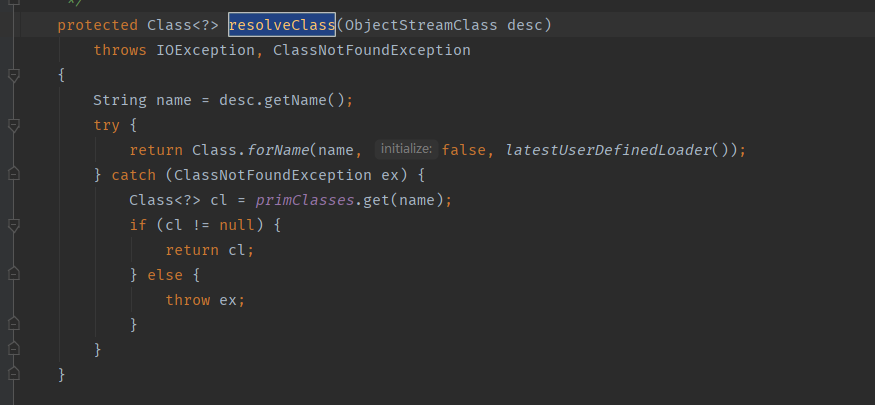 */
protected Class<?> resolveClass(ObjectStreamClass desc)
    throws IOException, ClassNotFoundException
{
    String name = desc.getName();
    try {
        return Class.forName(name, initialize: false, latestUserDefinedLoader());
    } catch (ClassNotFoundException ex) {
        Class<?> cl = primClasses.get(name);
        if (cl != null) {
            return cl;
        } else {
            throw ex;
        }
    }
}